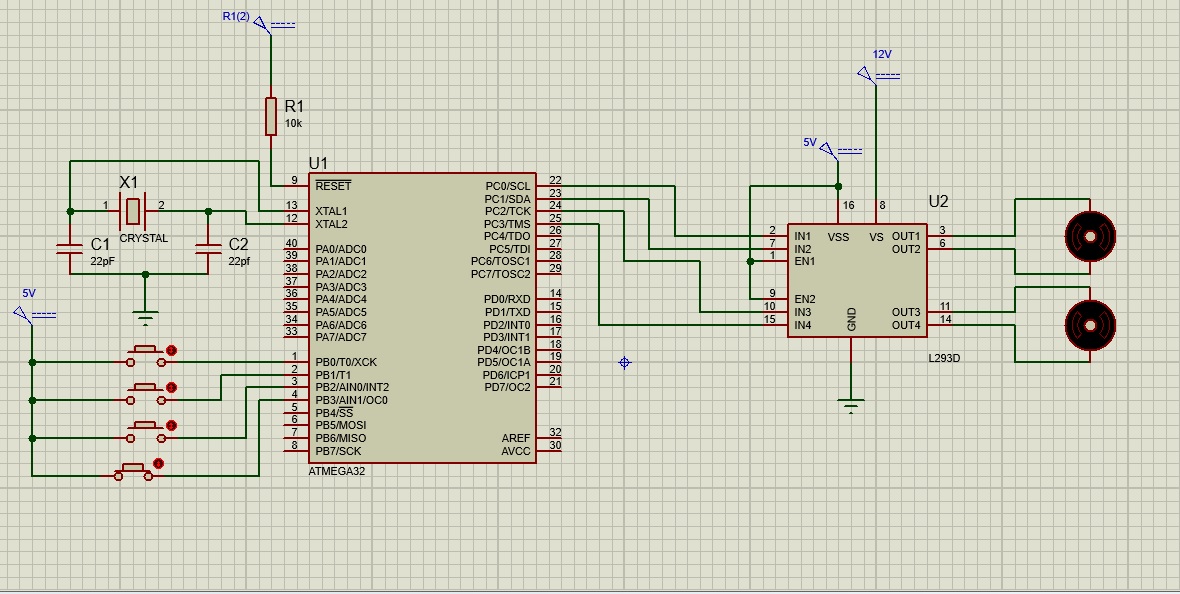 R1(2)
R1
10k
12V
5V
U1
X1
1
2
CRYSTAL
C1
22pF
C2
22pf
5V
9
RESET
13
XTAL1
12
XTAL2
40
PA0/ADC0
39
PA1/ADC1
38
PA2/ADC2
37
PA3/ADC3
36
PA4/ADC4
35
PA5/ADC5
34
PA6/ADC6
33
PA7/ADC7
1
PB0/T0/XCK
2
PB1/T1
3
PB2/AIN0/INT2
4
PB3/AIN1/OC0
5
PB4/SS
6
PB5/MOSI
7
PB6/MISO
8
PB7/SCK
PC0/SCL
22
PC1/SDA
23
PC2/TCK
24
PC3/TMS
25
PC4/TDO
26
PC5/TDI
27
PC6/TOSC1
28
PC7/TOSC2
29
PD0/RXD
14
PD1/TXD
15
PD2/INT0
16
PD3/INT1
17
PD4/OC1B
18
PD5/OC1A
19
PD6/ICP1
20
PD7/OC2
21
AREF
32
AVCC
30
ATMEGA32
U2
16
8
VSS
VS
2
IN1
7
IN2
1
EN1
9
EN2
10
IN3
15
IN4
OUT1
3
OUT2
6
OUT3
11
OUT4
14
GND
L293D